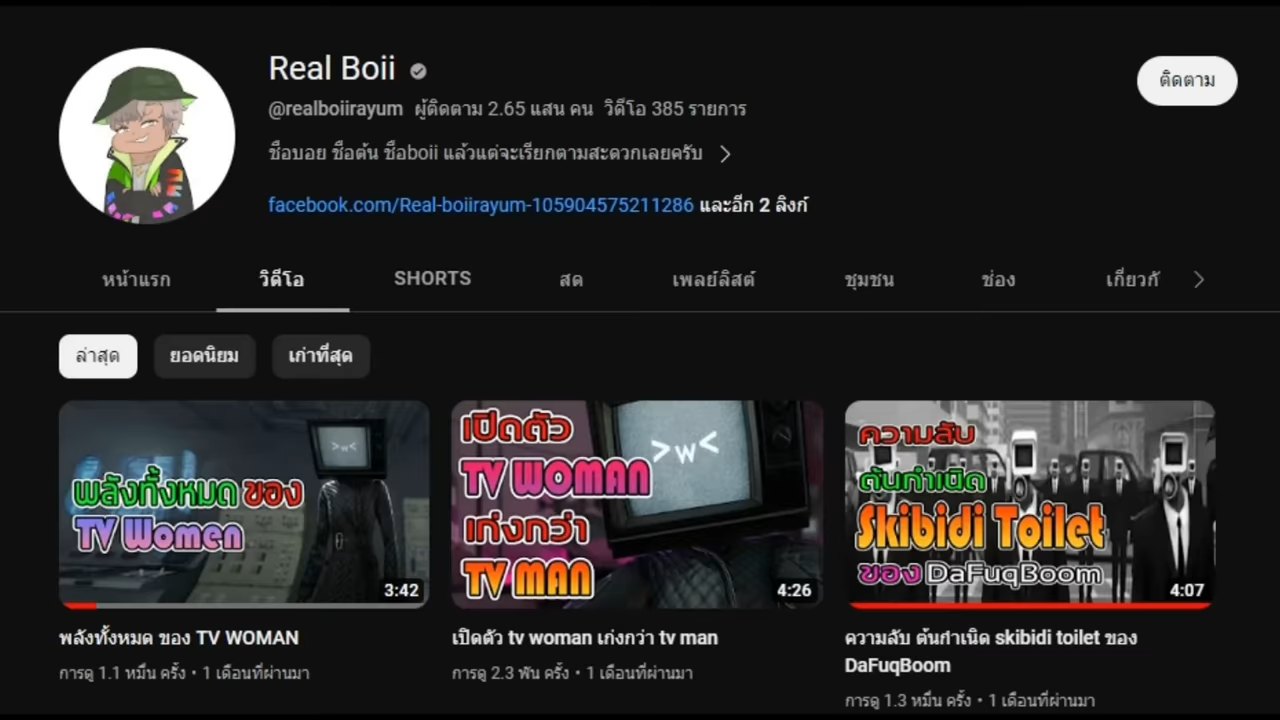 Real Boii
ติดตาม
@realboiirayum ผู้ติดตาม 2.65 แสน คน วิดีโอ 385 รายการ
ชื่อบอย ชื่อต้น ชื่อboii แล้วแต่จะเรียกตามสะดวกเลยครับ
facebook.com/Real-boiirayum-105904575211286 และอีก 2 ลิงก์
หน้าแรก วิดีโอ SHORTS สด เพลย์ลิสต์ ชุมชน ช่อง เกี่ยวกั
ล่าสุด ยอดนิยม เก่าที่สุด
พลังทั้งหมด ของ
TV Women
3:42
เปิดตัว
>w<
TV WOMAN
เก่งกว่า
TV MAN
4:26
ความลับ
ต้นกำเนิด
Skibidi Toilet
ของ DaFuqBoom
4:07
พลังทั้งหมด ของ TV WOMAN
การดู 1.1 หมื่น ครั้ง • 1 เดือนที่ผ่านมา
เปิดตัว tv woman เก่งกว่า tv man
การดู 2.3 พัน ครั้ง • 1 เดือนที่ผ่านมา
ความลับ ต้นกำเนิด skibidi toilet ของ
DaFuqBoom
การดู 1.3 หมื่น ครั้ง • 1 เดือนที่ผ่านมา